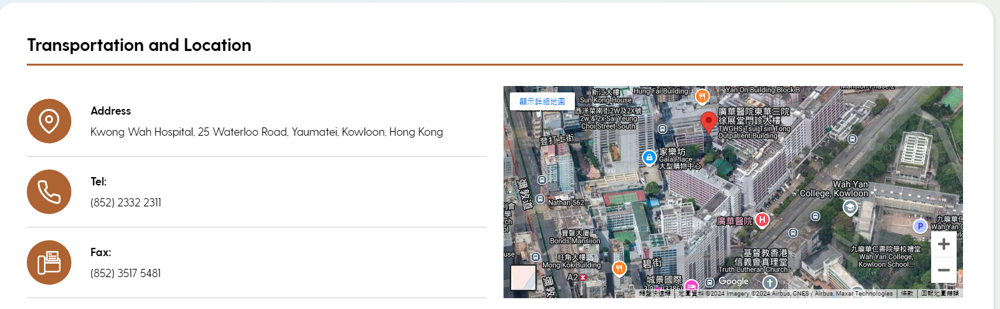 Transportation and Location
Address
Kwong Wah Hospital, 25 Waterloo Road, Yaumatei, Kowloon, Hong Kong
Tel:
(852) 2332 2311
Fax:
(852) 3517 5481
顯示詳細地圖
新江大樓
Sun Kong House
Hung Fai Building
Yan On Building Block B
Mansion Phase 2
西洋菜南街2W及2X號
2w & 2x Sai Yeung
Choi Street South
廣華醫院東華三院
徐展堂門診大樓
TWGHS Tsui Tsin Tong
Outpatient Building
登打士街
家樂坊
Gala Place
大型購物中心
彌敦道
Nathan 562
Wah Yan
College, Kowloon
廣華醫院
H
P
九龍華仁
Wah Yan C
寶聲大廈
Bonds Mansiion
旺角大樓
Mong Kok Building
A2
碧街
九龍華仁書院學校禮堂
Wah Yan College,
Kowloon School...
基督教香港
信義會真理堂
Truth Lutheran Church
城景國際
彌敦
Google
鍵盤快速鍵
地圖資料 ©2024 Imagery ©2024 Airbus, CNES / Airbus, Maxar Technologies
條款
回報地圖錯誤